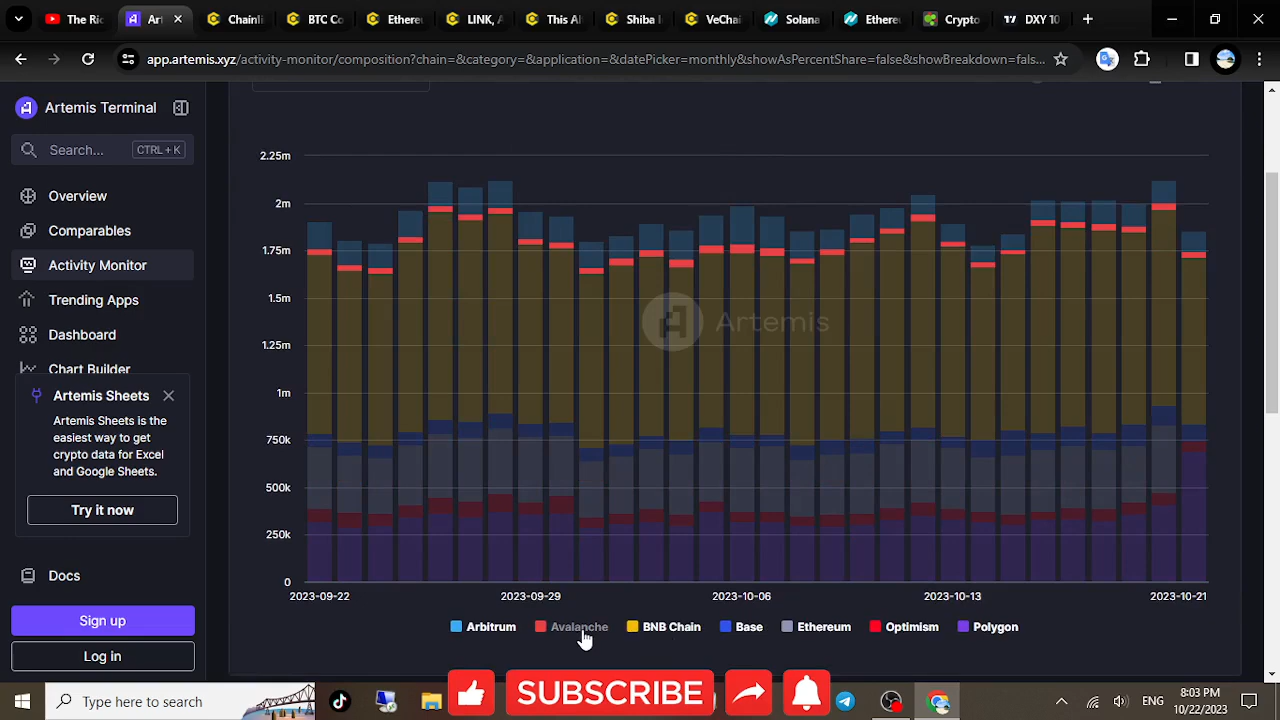 The Ric
Art
Chainli
BTC Co
Ethere
LINK, A
This Al
Shiba I
VeChai
Solana
Ethere
Crypto
DXY 10
app.artemis.xyz/activity-monitor/composition?chain=&category=&application=&datePicker=monthly&showAsPercentShare=false&showBreakdown=fals...
Artemis Terminal
Search...
CTRL+K
Overview
Comparables
Activity Monitor
Trending Apps
Dashboard
Chart Builder
Artemis Sheets
Artemis Sheets is the
easiest way to get
crypto data for Excel
and Google Sheets.
Try it now
Docs
Sign up
Log in
2.25m
2m
1.75m
1.5m
1.25m
1m
750k
500k
250k
0
Artemis
2023-09-22
2023-09-29
2023-10-06
2023-10-13
2023-10-21
Arbitrum
Avalanche
BNB Chain
Base
Ethereum
Optimism
Polygon
SUBSCRIBE
Type here to search
ENG
8:03 PM
10/22/2023